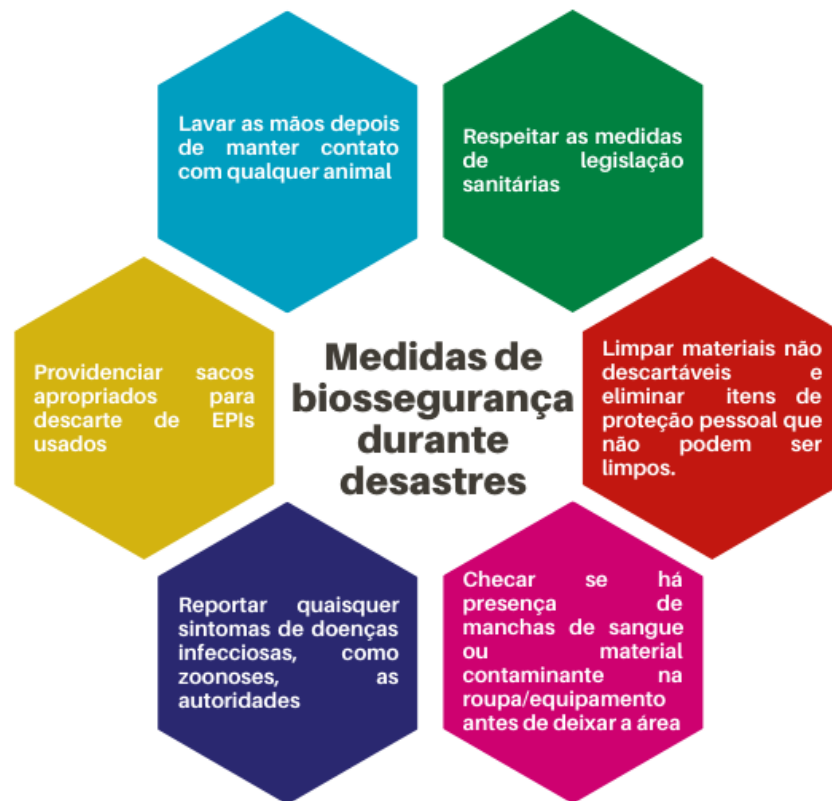 Lavar as mãos depois
de manter contato
com qualquer animal
Respeitar as medidas
de legislação
sanitárias
Providenciar sacos
apropriados para
descarte de EPIs
usados
Medidas de
biossegurança
durante
desastres
Limpar materiais não
descartáveis e
eliminar itens de
proteção pessoal que
não podem ser
limpos.
Reportar quaisquer
sintomas de doenças
infecciosas, como
zoonoses, as
autoridades
Checar se há
presença de
manchas de sangue
ou material
contaminante na
roupa/equipamento
antes de deixar a área